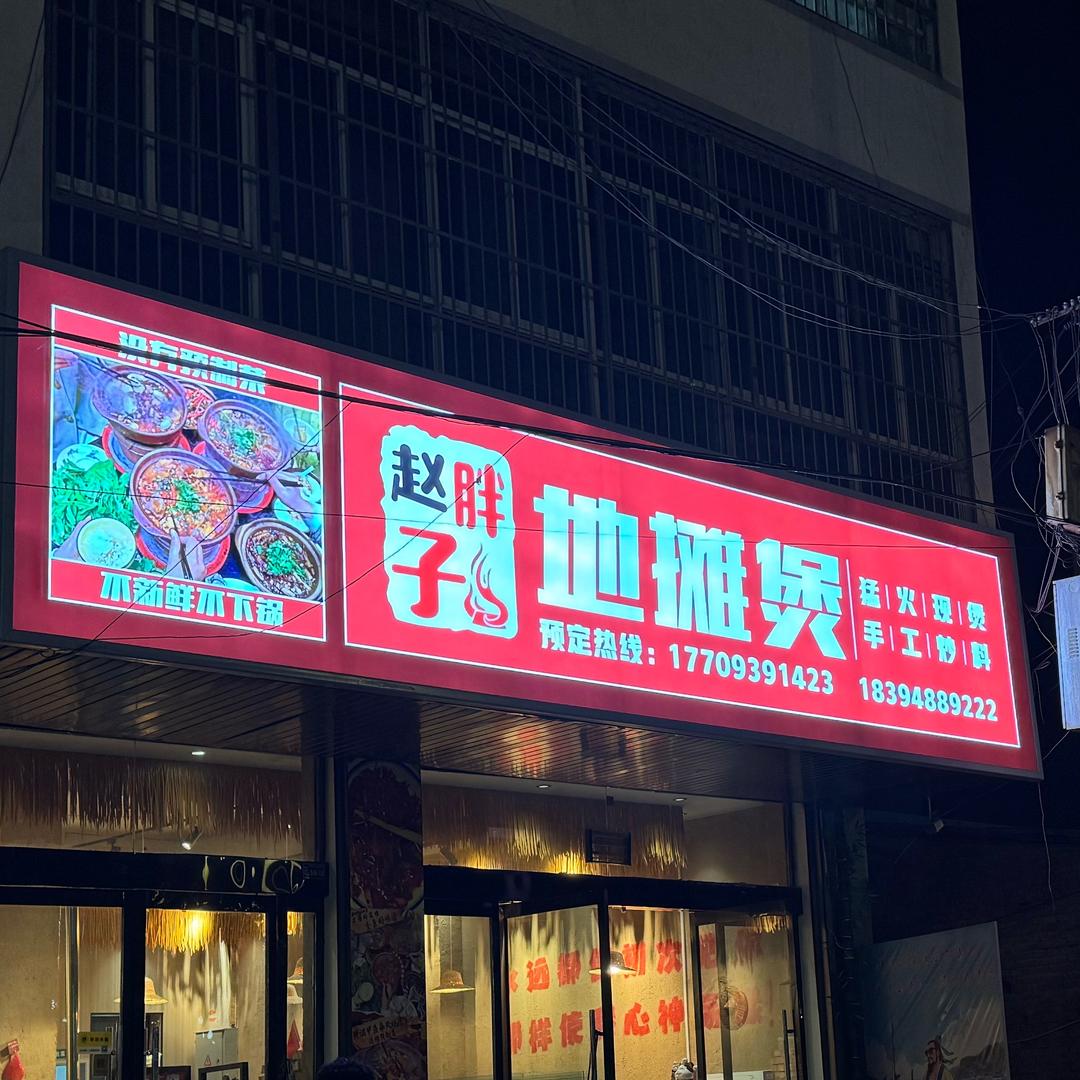 没有预制菜
不新鲜不下锅
赵胖子
地摊煲
猛|火|现|煲
手|工|炒|料
预定热线：17709391423 18394889222